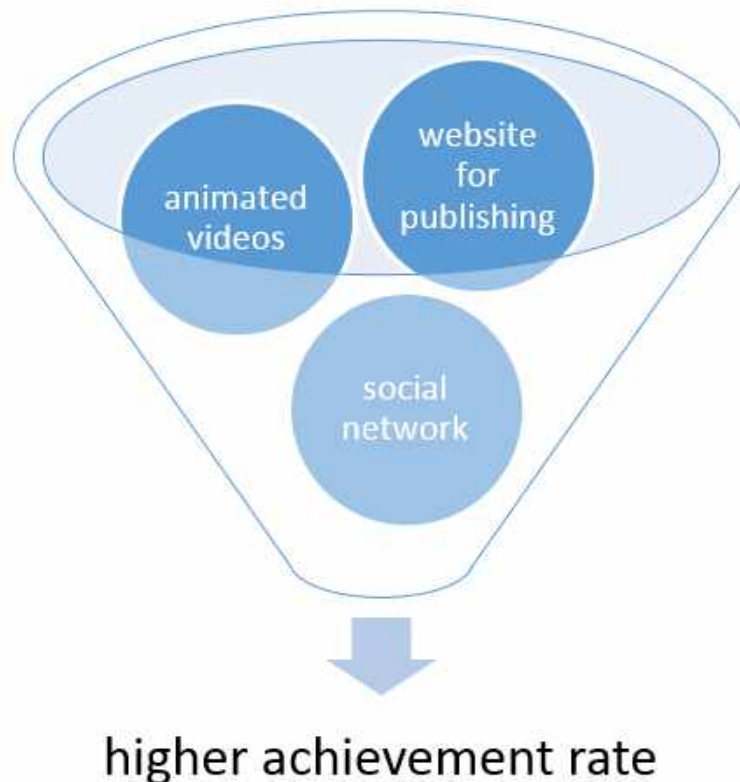 animated
videos
website
for
publishing
social
network
higher achievement rate